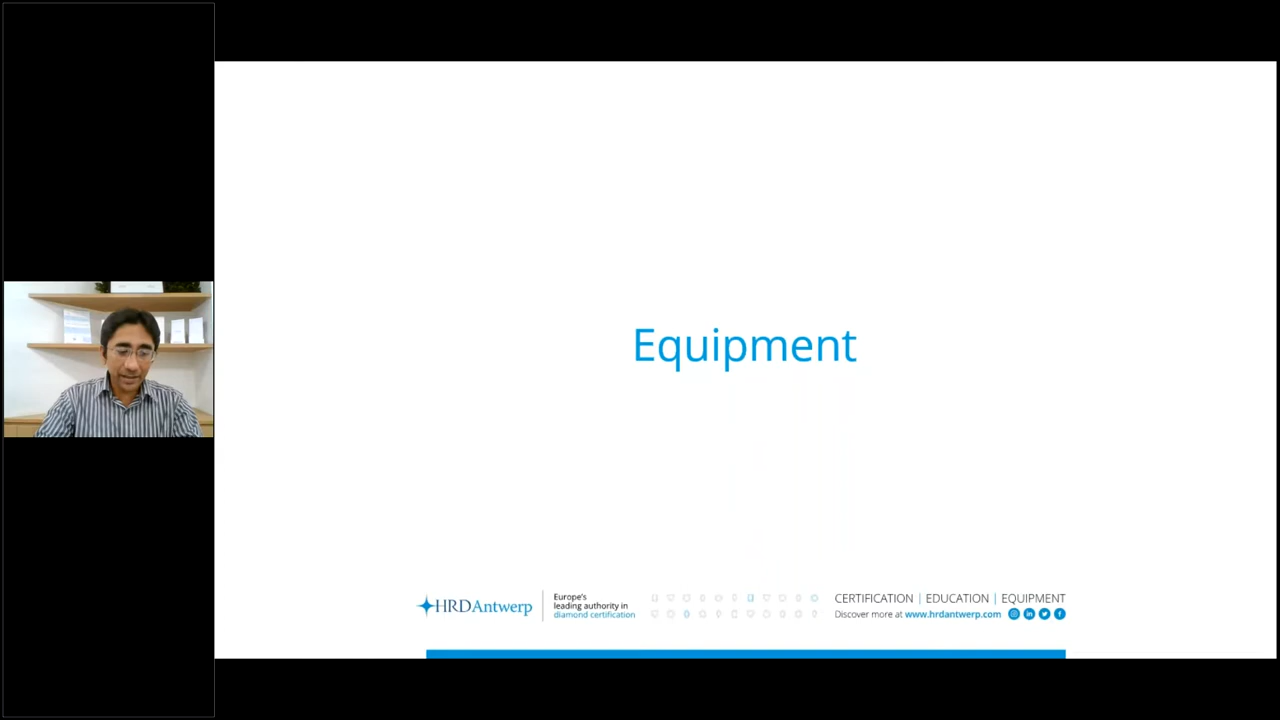 Equipment
HRDAntwerp
Europe's
leading authority in
diamond certification
CERTIFICATION | EDUCATION | EQUIPMENT
Discover more at www.hrdantwerp.com